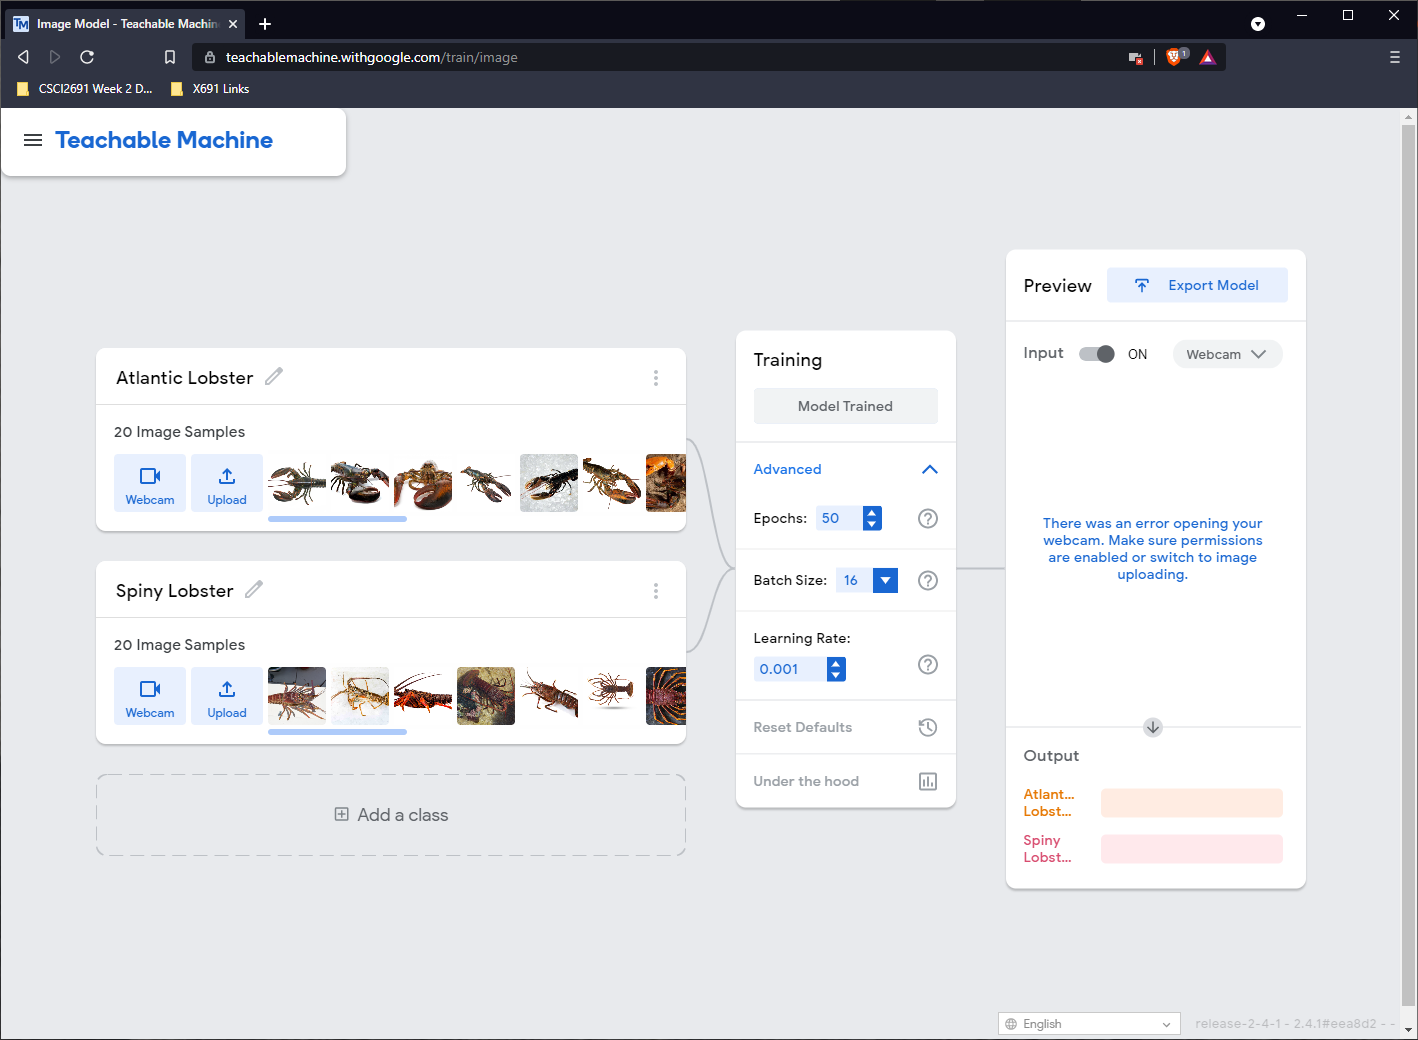 Image Model - Teachable Machin
teachablemachine.withgoogle.com/train/image
1
CSCI2691 Week 2 D...
X691 Links
Teachable Machine
Atlantic Lobster
20 Image Samples
Webcam
Upload
Spiny Lobster
20 Image Samples
Webcam
Upload
Add a class
Training
Model Trained
Advanced
Epochs: 50
Batch Size: 16
Learning Rate:
0.001
Reset Defaults
Under the hood
Preview
Export Model
Input ON Webcam
There was an error opening your
webcam. Make sure permissions
are enabled or switch to image
uploading.
Output
Atlant...
Lobst...
Spiny
Lobst...
English
release-2-4-1 - 2.4.1#eea8d2 - -